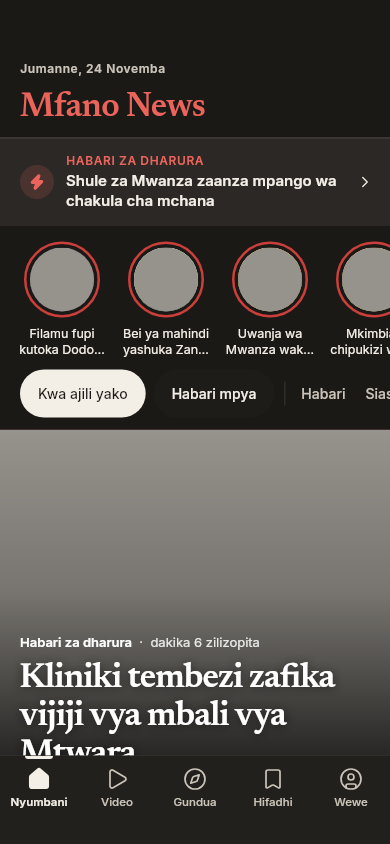 Jumanne, 24 Novemba
Mfano News
HABARI ZA DHARURA
Shule za Mwanza zaanza mpango wa
chakula cha mchana
Filamu fupi
kutoka Dodo...
Bei ya mahindi
yashuka Zan...
Uwanja wa
Mwanza wak...
Mkimbi
chipukizi
Kwa ajili yako
Habari mpya
Habari
Sias
Habari za dharura · dakika 6 zilizopita
Kliniki tembezi zafika
vijiji vya mbali vya
Mtwara
Nyumbani
Video
Gundua
Hifadhi
Wewe